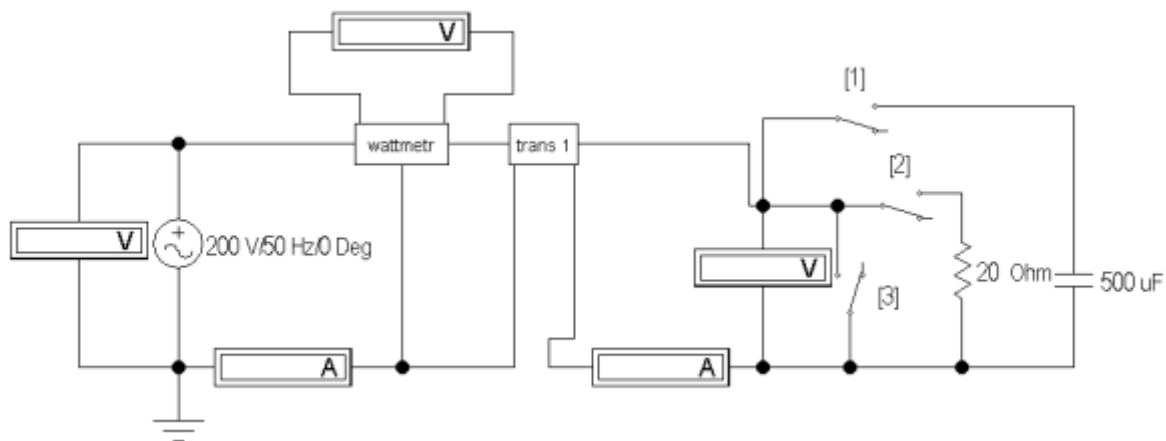 V
[1]
wattmetr
trans 1
[2]
V
200 V/50 Hz/0 Deg
V
[3]
20 Ohm
500 uF
A
A